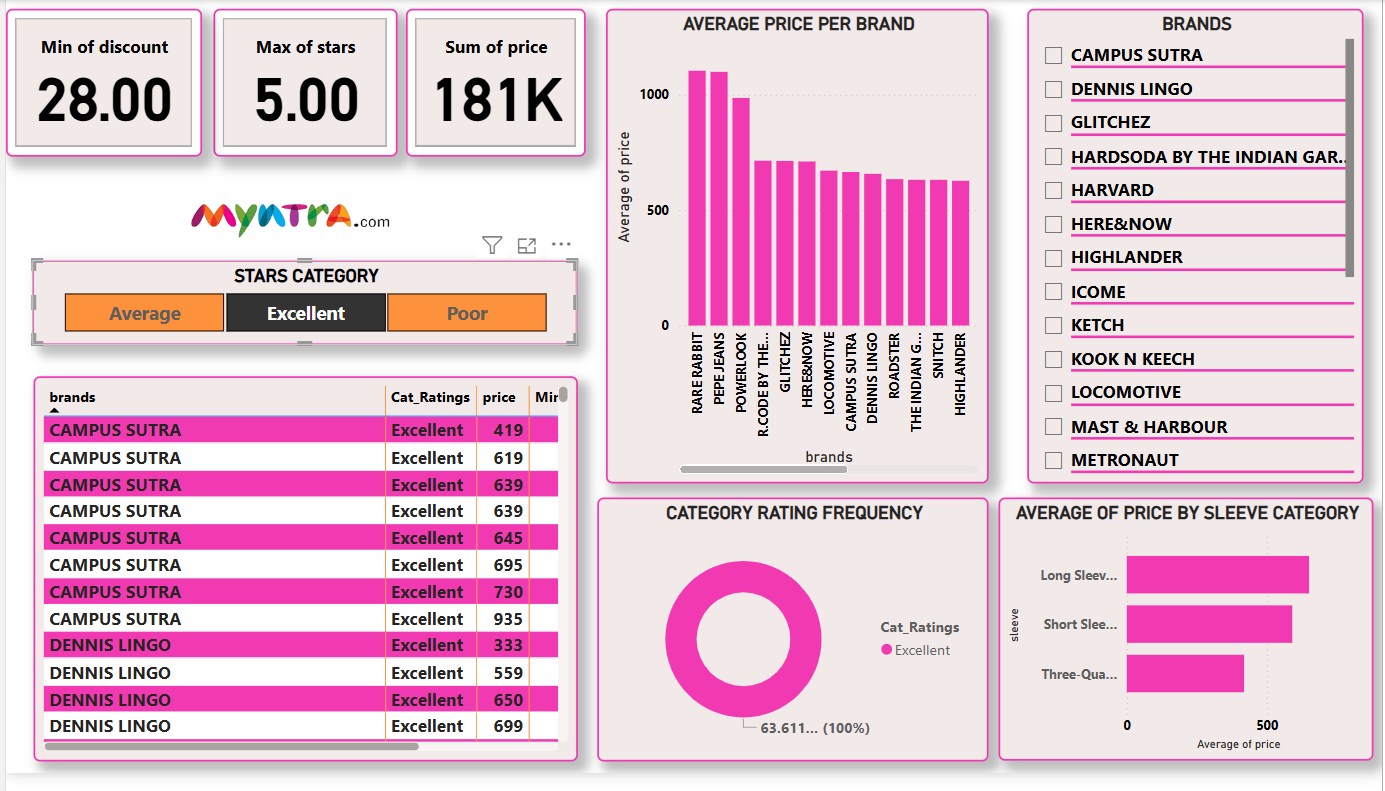 Min of discount
28.00
Max of stars
5.00
Sum of price
181K
myntra.com
STARS CATEGORY
Average Excellent Poor
brands Cat_Ratings price Mir
CAMPUS SUTRA Excellent 419
CAMPUS SUTRA Excellent 619
CAMPUS SUTRA Excellent 639
CAMPUS SUTRA Excellent 639
CAMPUS SUTRA Excellent 645
CAMPUS SUTRA Excellent 695
CAMPUS SUTRA Excellent 730
CAMPUS SUTRA Excellent 935
DENNIS LINGO Excellent 333
DENNIS LINGO Excellent 559
DENNIS LINGO Excellent 650
DENNIS LINGO Excellent 699
AVERAGE PRICE PER BRAND
Average of price
1000
500
0
RARE RABBIT
PEPE JEANS
POWERLOOK
R.CODE BY THE...
GLITCHEZ
HERE&NOW
LOCOMOTIVE
CAMPUS SUTRA
DENNIS LINGO
ROADSTER
THE INDIAN G...
SNITCH
HIGHLANDER
brands
BRANDS
CAMPUS SUTRA
DENNIS LINGO
GLITCHEZ
HARDSODA BY THE INDIAN GAR..
HARVARD
HERE&NOW
HIGHLANDER
ICOME
KETCH
KOOK N KEECH
LOCOMOTIVE
MAST & HARBOUR
METRONAUT
CATEGORY RATING FREQUENCY
Cat_Ratings
Excellent
63.611... (100%)
AVERAGE OF PRICE BY SLEEVE CATEGORY
sleeve
Long Sleev...
Short Slee...
Three-Qua...
0 500
Average of price